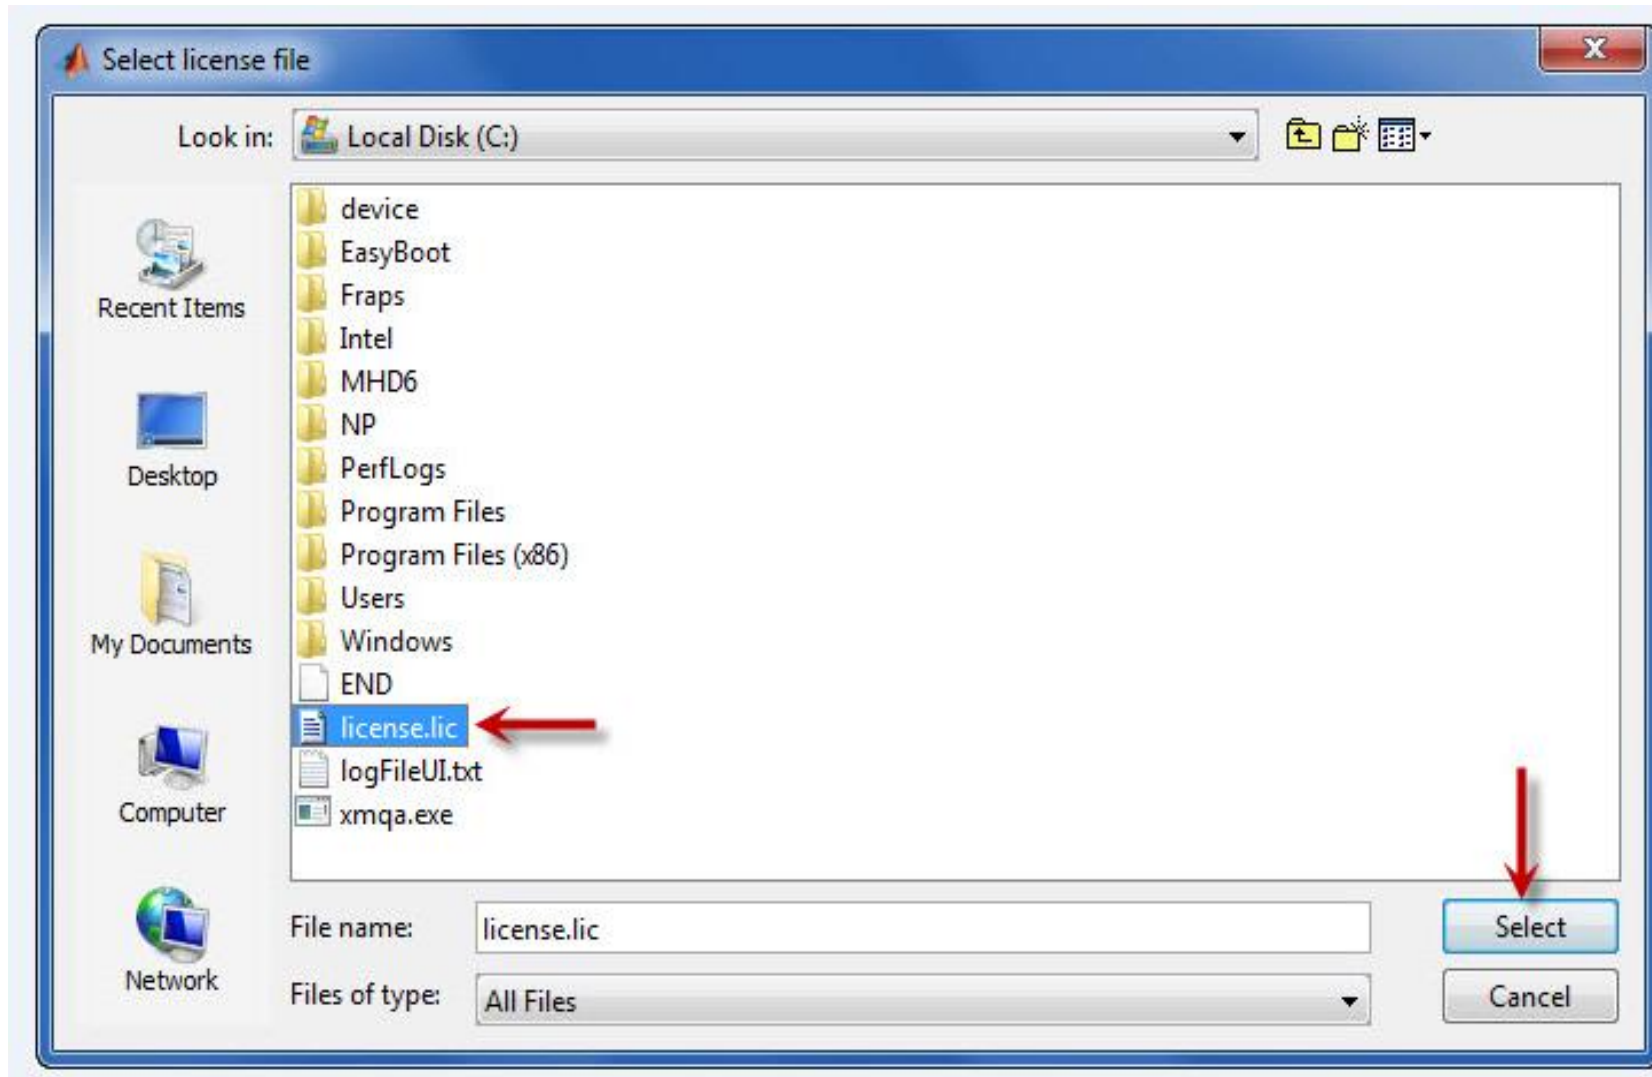 Select license file
X
Look in: Local Disk (C:)
device
EasyBoot
Fraps
Intel
MHD6
NP
PerfLogs
Program Files
Program Files (x86)
Users
Windows
END
license.lic
logFileUI.txt
xmqa.exe
Recent Items
Desktop
My Documents
Computer
Network
File name: license.lic Select
Files of type: All Files Cancel